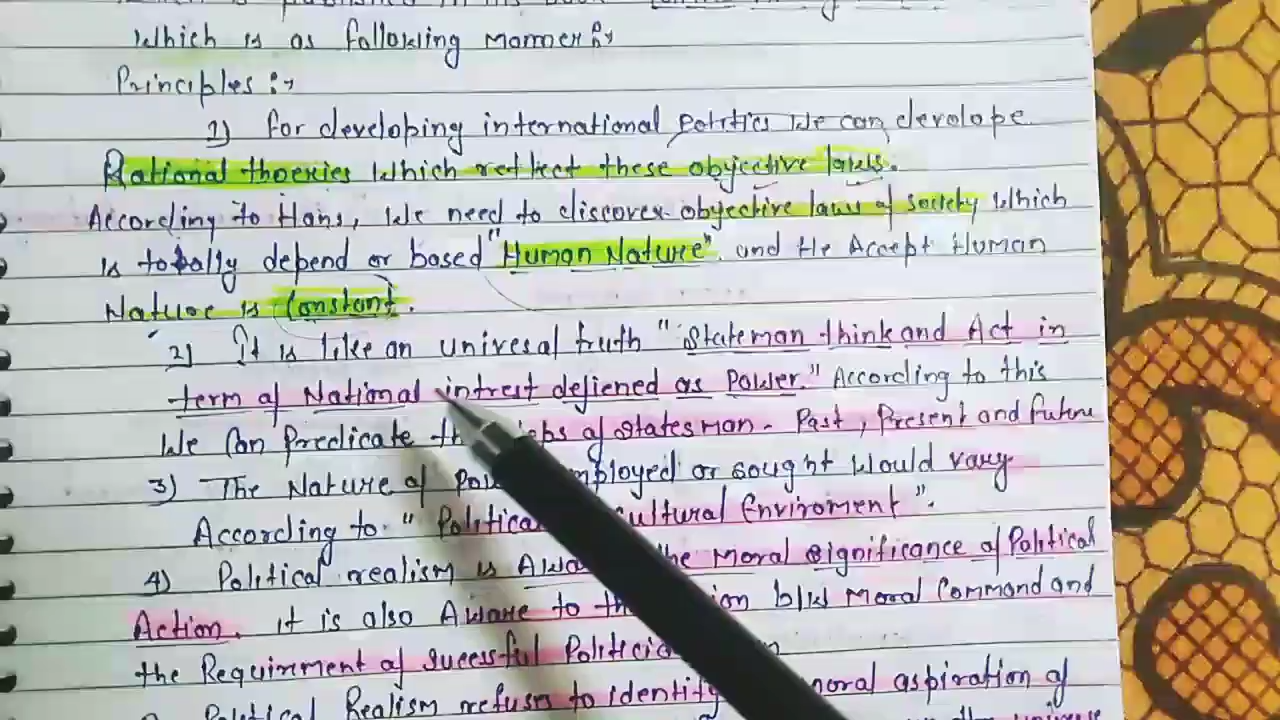 which is as following manner:
Principles :-
1) for developing international politics we can develope
Rational thoeries which reflect these objective laws.
According to Hans, we need to discover objective laws of society which
is totally depend or based "Human Nature". and He Accept Human
Nature is Constant.
2) It is like an univesal truth "Stateman think and Act in
term of National intrest defiened as Power." According to this
we can Predicate of statesman. Past, Present and future
3) The Nature of employed or sought would vary
According to "Political Cultural Enviroment".
4) Political realism is the moral significance of Political
Action. it is also Aware to b/w moral Command and
the Requirment of sucessful
Political Realism refuses to identify moral aspiration of